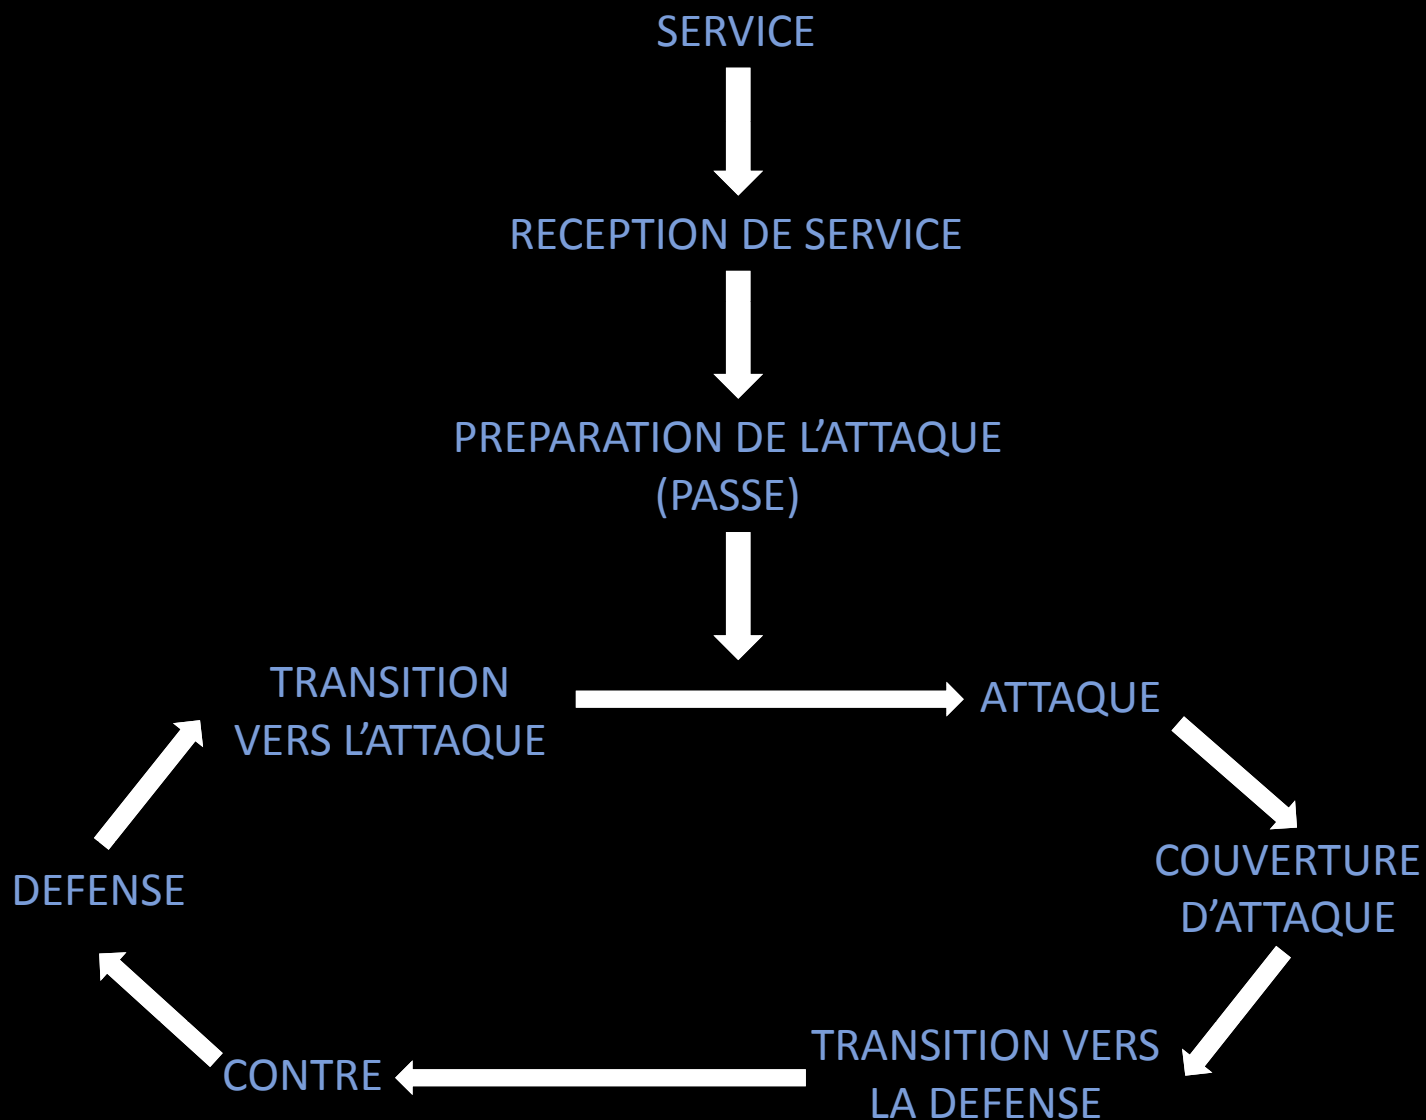 SERVICE
RECEPTION DE SERVICE
PREPARATION DE L’ATTAQUE
(PASSE)
TRANSITION
VERS L’ATTAQUE
ATTAQUE
COUVERTURE
D’ATTAQUE
TRANSITION VERS
LA DEFENSE
CONTRE
DEFENSE